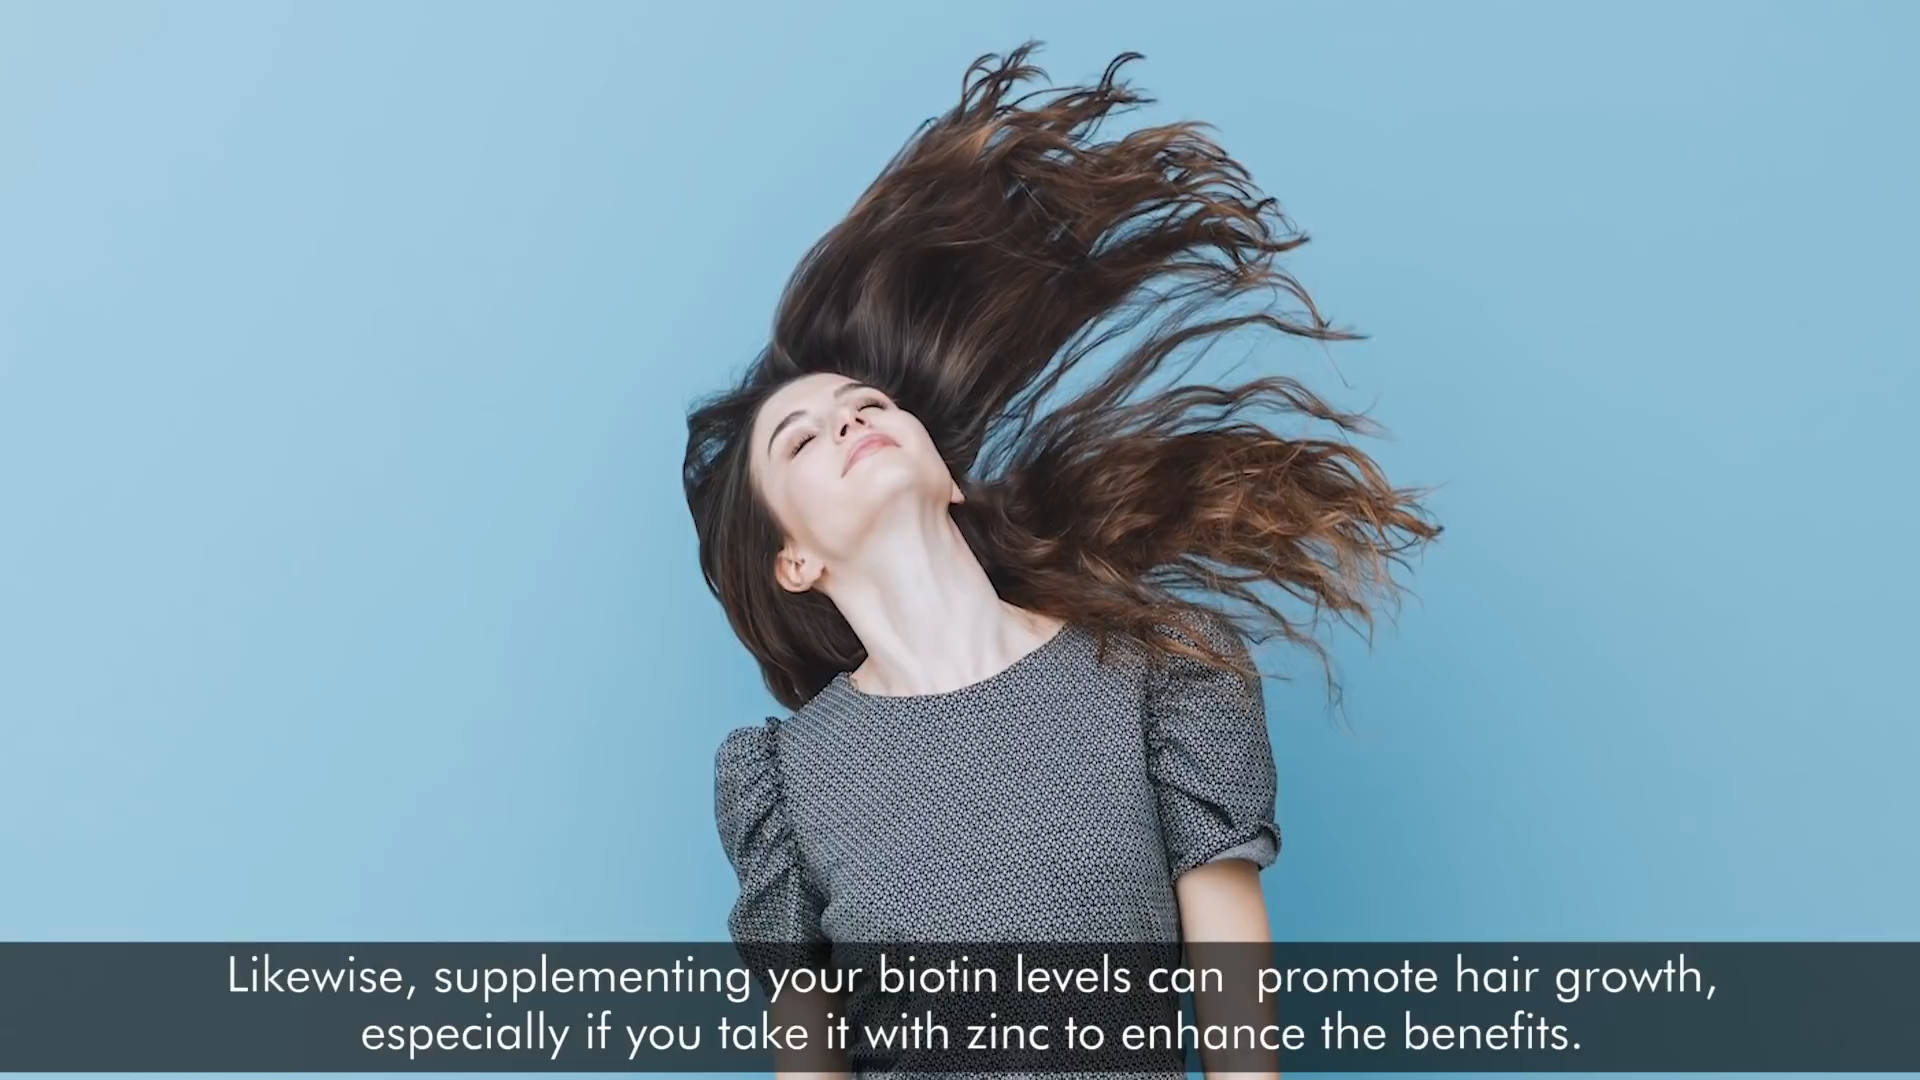 Likewise, supplementing your biotin levels can  promote hair growth,
especially if you take it with zinc to enhance the benefits.